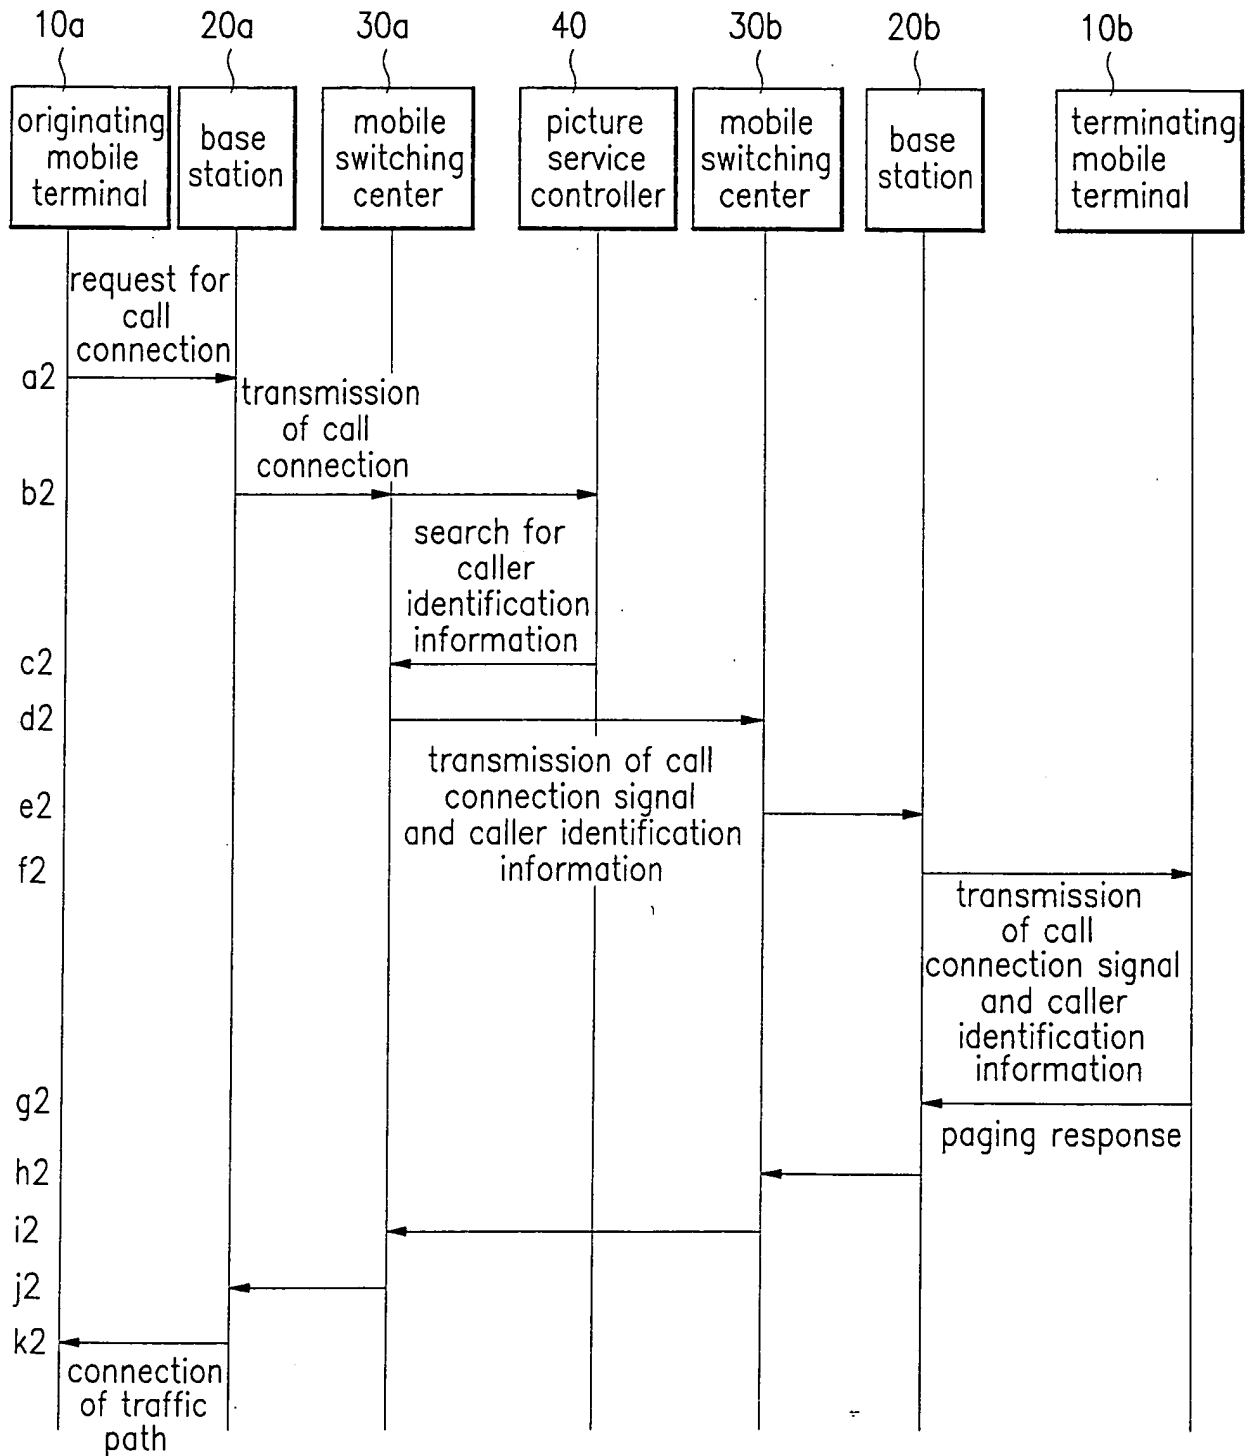 10a
20a
30a
40
30b
20b
10b
originating
mobile
terminal
base
station
mobile
switching
center
picture
service
controller
mobile
switching
center
base
station
terminating
mobile
terminal
request for
call
connection
a2
transmission
of call
connection
b2
search for
caller
identification
information
c2
d2
transmission of call
connection signal
and caller identification
information
e2
f2
transmission
of call
connection signal
and caller
identification
information
g2
paging response
h2
i2
j2
k2
connection
of traffic
path